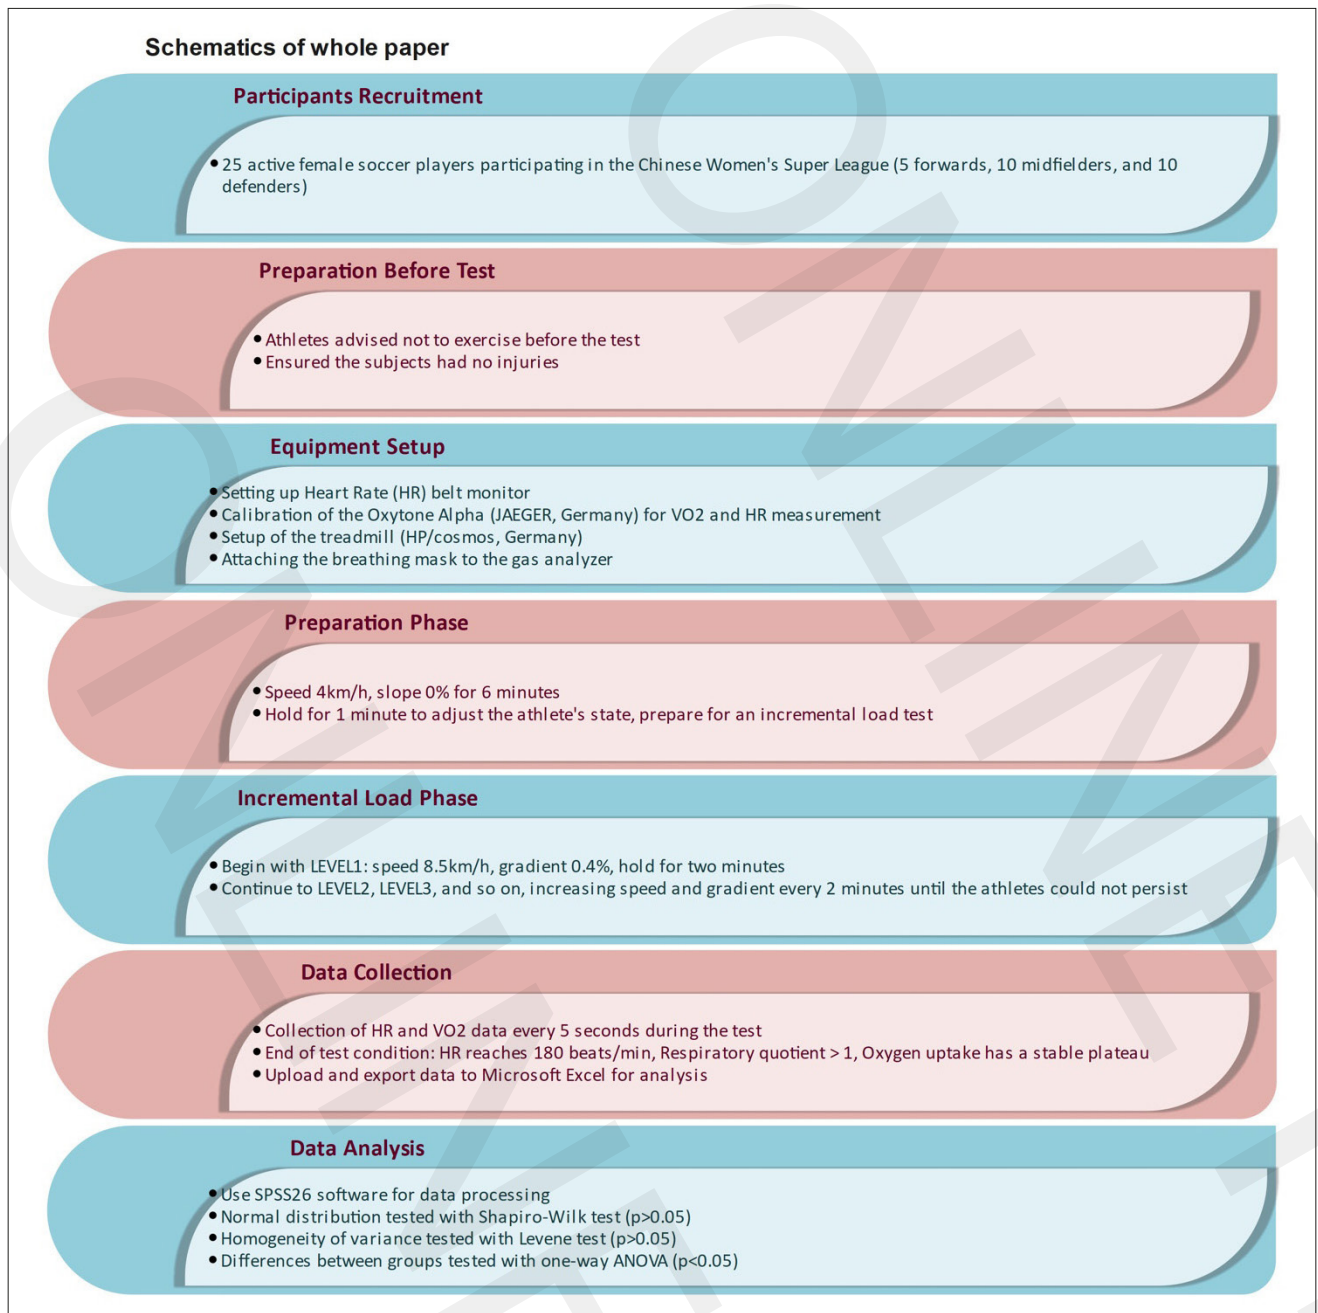 Schematics of whole paper
Participants Recruitment
• 25 active female soccer players participating in the Chinese Women's Super League (5 forwards, 10 midfielders, and 10
defenders)
Preparation Before Test
• Athletes advised not to exercise before the test
• Ensured the subjects had no injuries
Equipment Setup
• Setting up Heart Rate (HR) belt monitor
• Calibration of the Oxytone Alpha (JAEGER, Germany) for VO2 and HR measurement
• Setup of the treadmill (HP/cosmos, Germany)
• Attaching the breathing mask to the gas analyzer
Preparation Phase
• Speed 4km/h, slope 0% for 6 minutes
• Hold for 1 minute to adjust the athlete's state, prepare for an incremental load test
Incremental Load Phase
• Begin with LEVEL1: speed 8.5km/h, gradient 0.4%, hold for two minutes
• Continue to LEVEL2, LEVEL3, and so on, increasing speed and gradient every 2 minutes until the athletes could not persist
Data Collection
• Collection of HR and VO2 data every 5 seconds during the test
• End of test condition: HR reaches 180 beats/min, Respiratory quotient > 1, Oxygen uptake has a stable plateau
• Upload and export data to Microsoft Excel for analysis
Data Analysis
• Use SPSS26 software for data processing
• Normal distribution tested with Shapiro-Wilk test (p>0.05)
• Homogeneity of variance tested with Levene test (p>0.05)
• Differences between groups tested with one-way ANOVA (p<0.05)
ONLINE
ONLINE